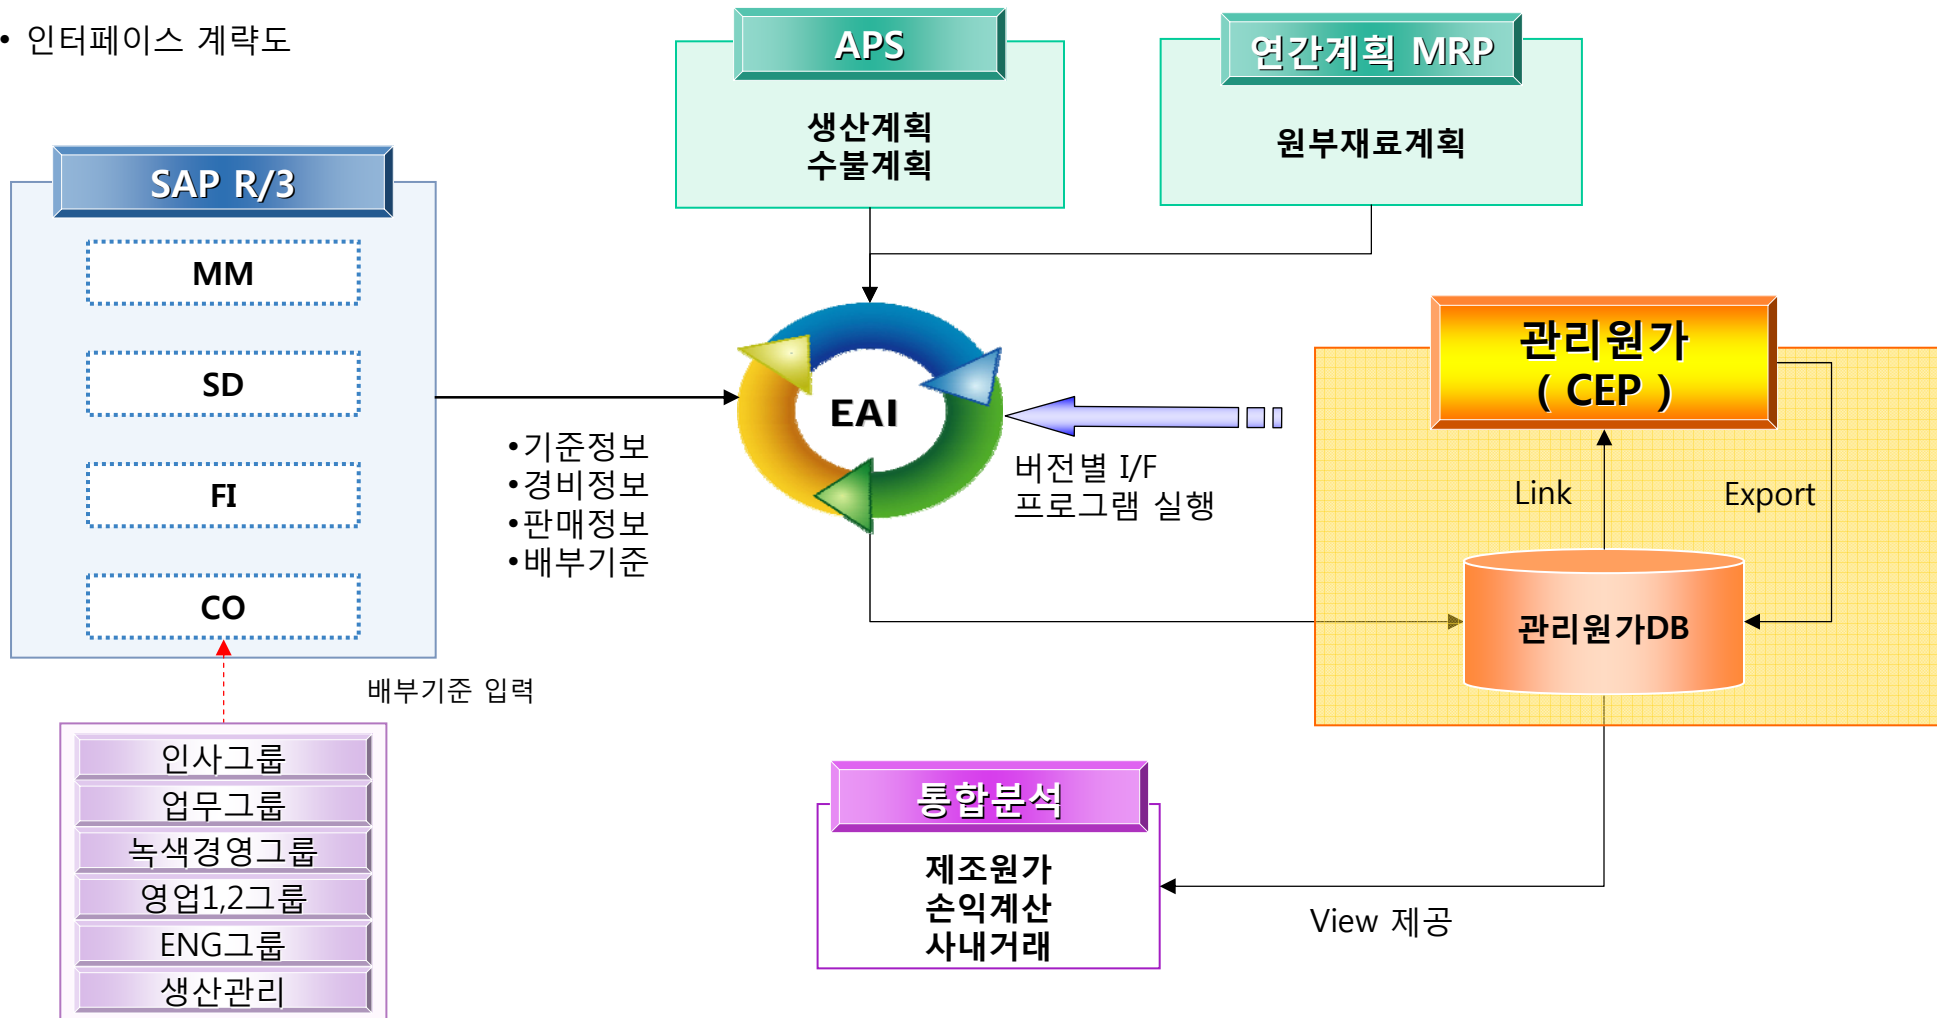 • 인터페이스 계략도
APS
생산계획
수불계획
연간계획 MRP
원부재료계획
SAP R/3
MM
SD
FI
CO
•기준정보
•경비정보
•판매정보
•배부기준
EAI
버전별 I/F
프로그램 실행
관리원가
( CEP )
Link
Export
관리원가DB
배부기준 입력
인사그룹
업무그룹
녹색경영그룹
영업1,2그룹
ENG그룹
생산관리
통합분석
제조원가
손익계산
사내거래
View 제공